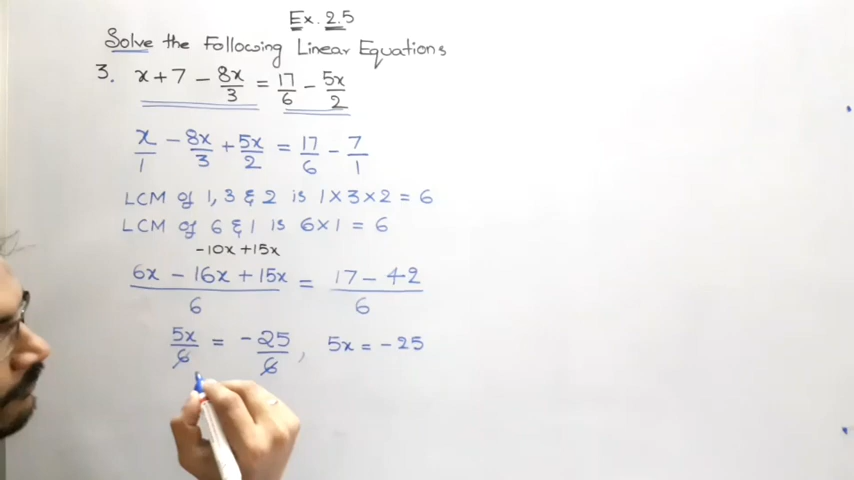 Ex. 2.5
Solve the Following Linear Equations
3. x + 7 - 8x/3 = 17/6 - 5x/2
x/1 - 8x/3 + 5x/2 = 17/6 - 7/1
LCM of 1, 3 & 2 is 1×3×2 = 6
LCM of 6 & 1 is 6×1 = 6
-10x +15x
6x - 16x + 15x / 6 = 17 - 42 / 6
5x/6 = -25/6 , 5x = -25